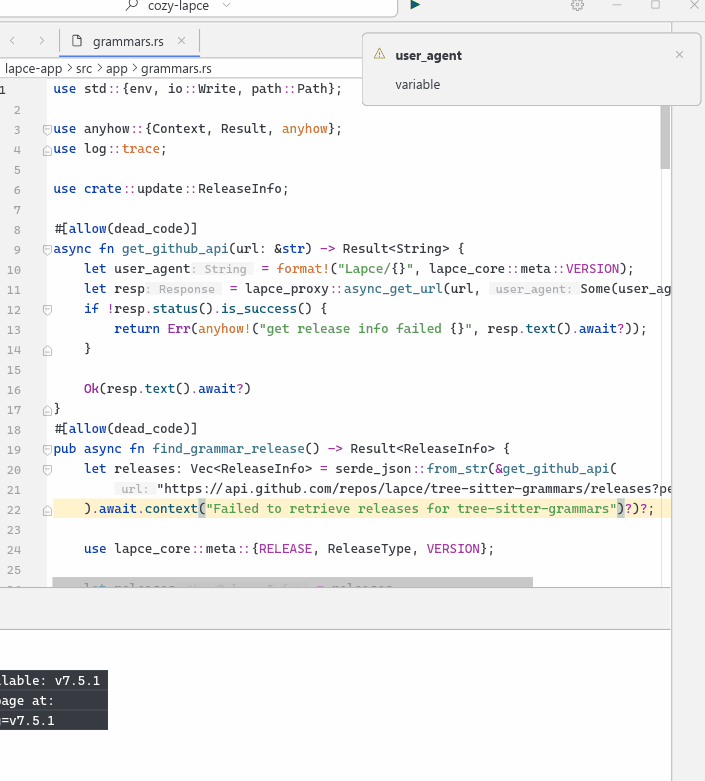 cozy-lapce
grammars.rs
user_agent
variable
lapce-app > src > app > grammars.rs
1 use std::{env, io::Write, path::Path};
2
3 use anyhow::{Context, Result, anyhow};
4 use log::trace;
5
6 use crate::update::ReleaseInfo;
7
8 #[allow(dead_code)]
9 async fn get_github_api(url: &str) -> Result<String> {
10 let user_agent: String = format!("Lapce/{}", lapce_core::meta::VERSION);
11 let resp: Response = lapce_proxy::async_get_url(url, user_agent: Some(user_ag
12 if !resp.status().is_success() {
13 return Err(anyhow!("get release info failed {}", resp.text().await?));
14 }
15
16 Ok(resp.text().await?)
17 }
18 #[allow(dead_code)]
19 pub async fn find_grammar_release() -> Result<ReleaseInfo> {
20 let releases: Vec<ReleaseInfo> = serde_json::from_str(&get_github_api(
21 url: "https://api.github.com/repos/lapce/tree-sitter-grammars/releases?pe
22 ).await.context("Failed to retrieve releases for tree-sitter-grammars")?)?;
23
24 use lapce_core::meta::{RELEASE, ReleaseType, VERSION};
25
lable: v7.5.1
page at:
=v7.5.1